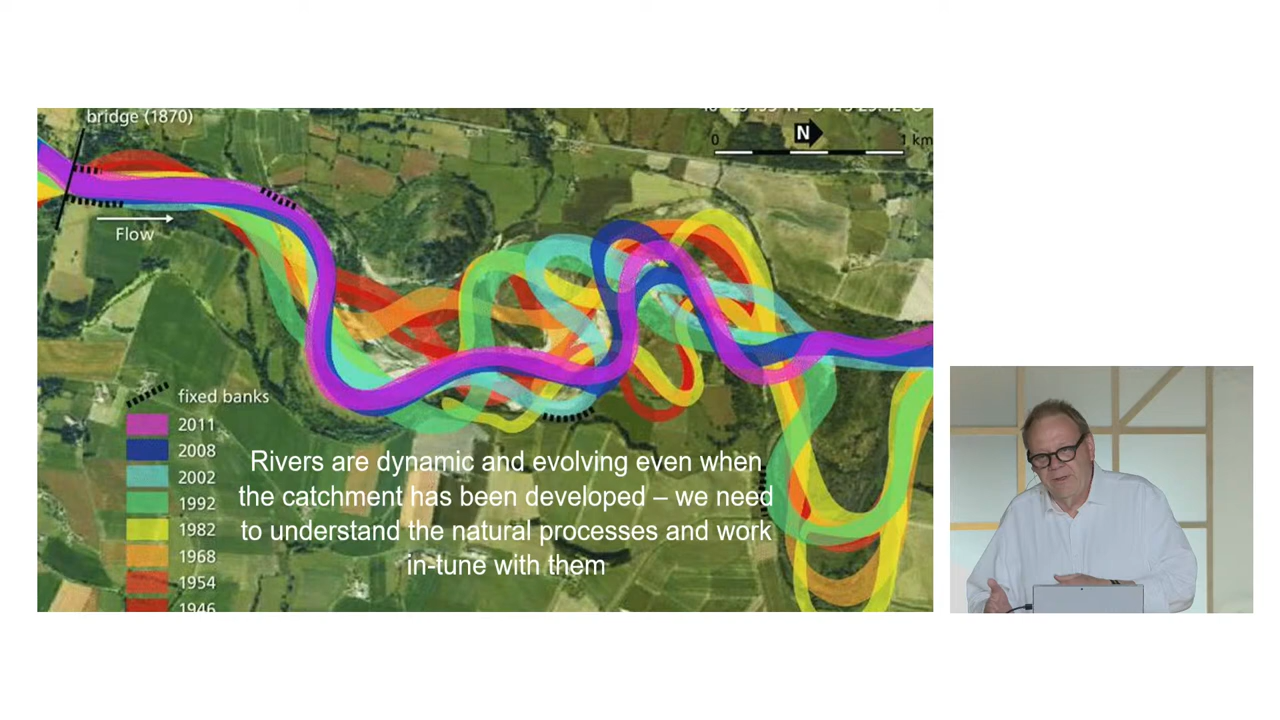 bridge (1870)
0
N
1 km
Flow
fixed banks
2011
2008
2002
1992
1982
1968
1954
1946
Rivers are dynamic and evolving even when
the catchment has been developed – we need
to understand the natural processes and work
in-tune with them